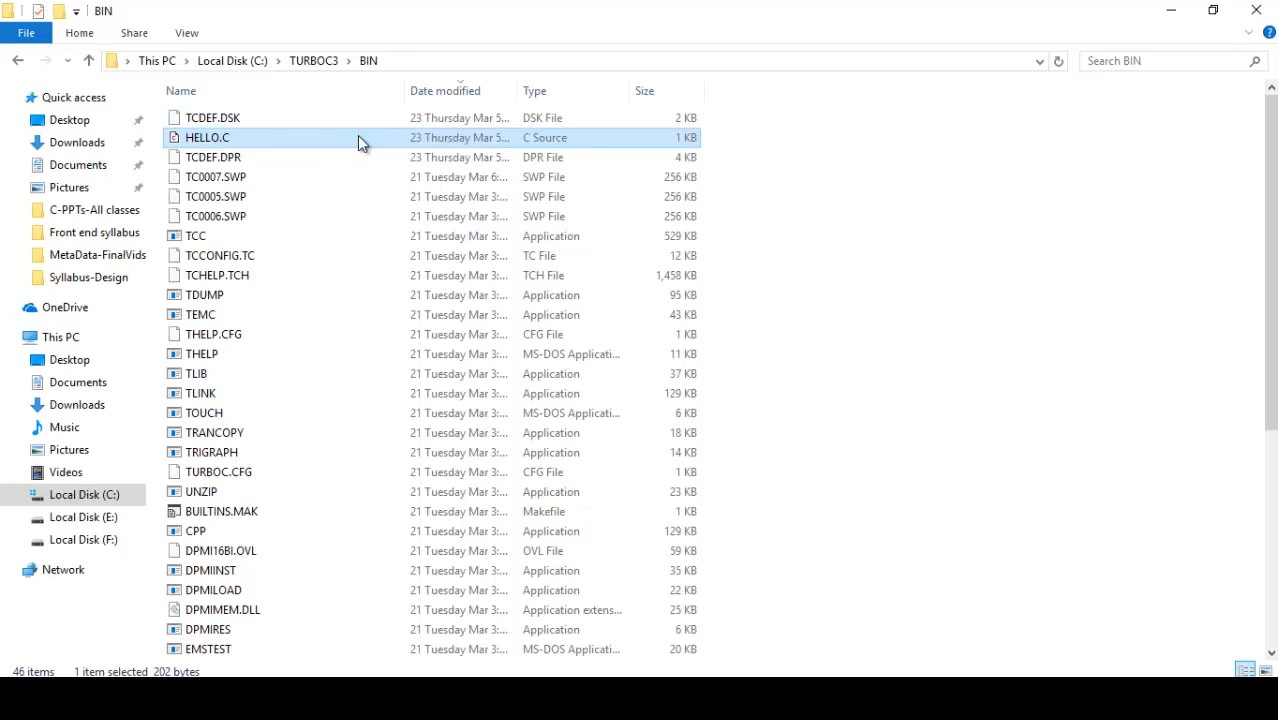 BIN
File Home Share View
This PC Local Disk (C:) TURBOC3 BIN Search BIN
Name Date modified Type Size
Quick access
Desktop
Downloads
Documents
Pictures
C-PPTs-All classes
Front end syllabus
MetaData-FinalVids
Syllabus-Design
OneDrive
This PC
Desktop
Documents
Downloads
Music
Pictures
Videos
Local Disk (C:)
Local Disk (E:)
Local Disk (F:)
Network
TCDEF.DSK 23 Thursday Mar 5... DSK File 2 KB
HELLO.C 23 Thursday Mar 5... C Source 1 KB
TCDEF.DPR 23 Thursday Mar 5... DPR File 4 KB
TC0007.SWP 21 Tuesday Mar 6:... SWP File 256 KB
TC0005.SWP 21 Tuesday Mar 3:... SWP File 256 KB
TC0006.SWP 21 Tuesday Mar 3:... SWP File 256 KB
TCC 21 Tuesday Mar 3:... Application 529 KB
TCCONFIG.TC 21 Tuesday Mar 3:... TC File 12 KB
TCHELP.TCH 21 Tuesday Mar 3:... TCH File 1,458 KB
TDUMP 21 Tuesday Mar 3:... Application 95 KB
TEMC 21 Tuesday Mar 3:... Application 43 KB
THELP.CFG 21 Tuesday Mar 3:... CFG File 1 KB
THELP 21 Tuesday Mar 3:... MS-DOS Applicati... 11 KB
TLIB 21 Tuesday Mar 3:... Application 37 KB
TLINK 21 Tuesday Mar 3:... Application 129 KB
TOUCH 21 Tuesday Mar 3:... MS-DOS Applicati... 6 KB
TRANCOPY 21 Tuesday Mar 3:... Application 18 KB
TRIGRAPH 21 Tuesday Mar 3:... Application 14 KB
TURBOC.CFG 21 Tuesday Mar 3:... CFG File 1 KB
UNZIP 21 Tuesday Mar 3:... Application 23 KB
BUILTINS.MAK 21 Tuesday Mar 3:... Makefile 1 KB
CPP 21 Tuesday Mar 3:... Application 129 KB
DPMI16BI.OVL 21 Tuesday Mar 3:... OVL File 59 KB
DPMIINST 21 Tuesday Mar 3:... Application 35 KB
DPMILOAD 21 Tuesday Mar 3:... Application 22 KB
DPMIMEM.DLL 21 Tuesday Mar 3:... Application extens... 25 KB
DPMIRES 21 Tuesday Mar 3:... Application 6 KB
EMSTEST 21 Tuesday Mar 3:... MS-DOS Applicati... 20 KB
46 items 1 item selected 202 bytes